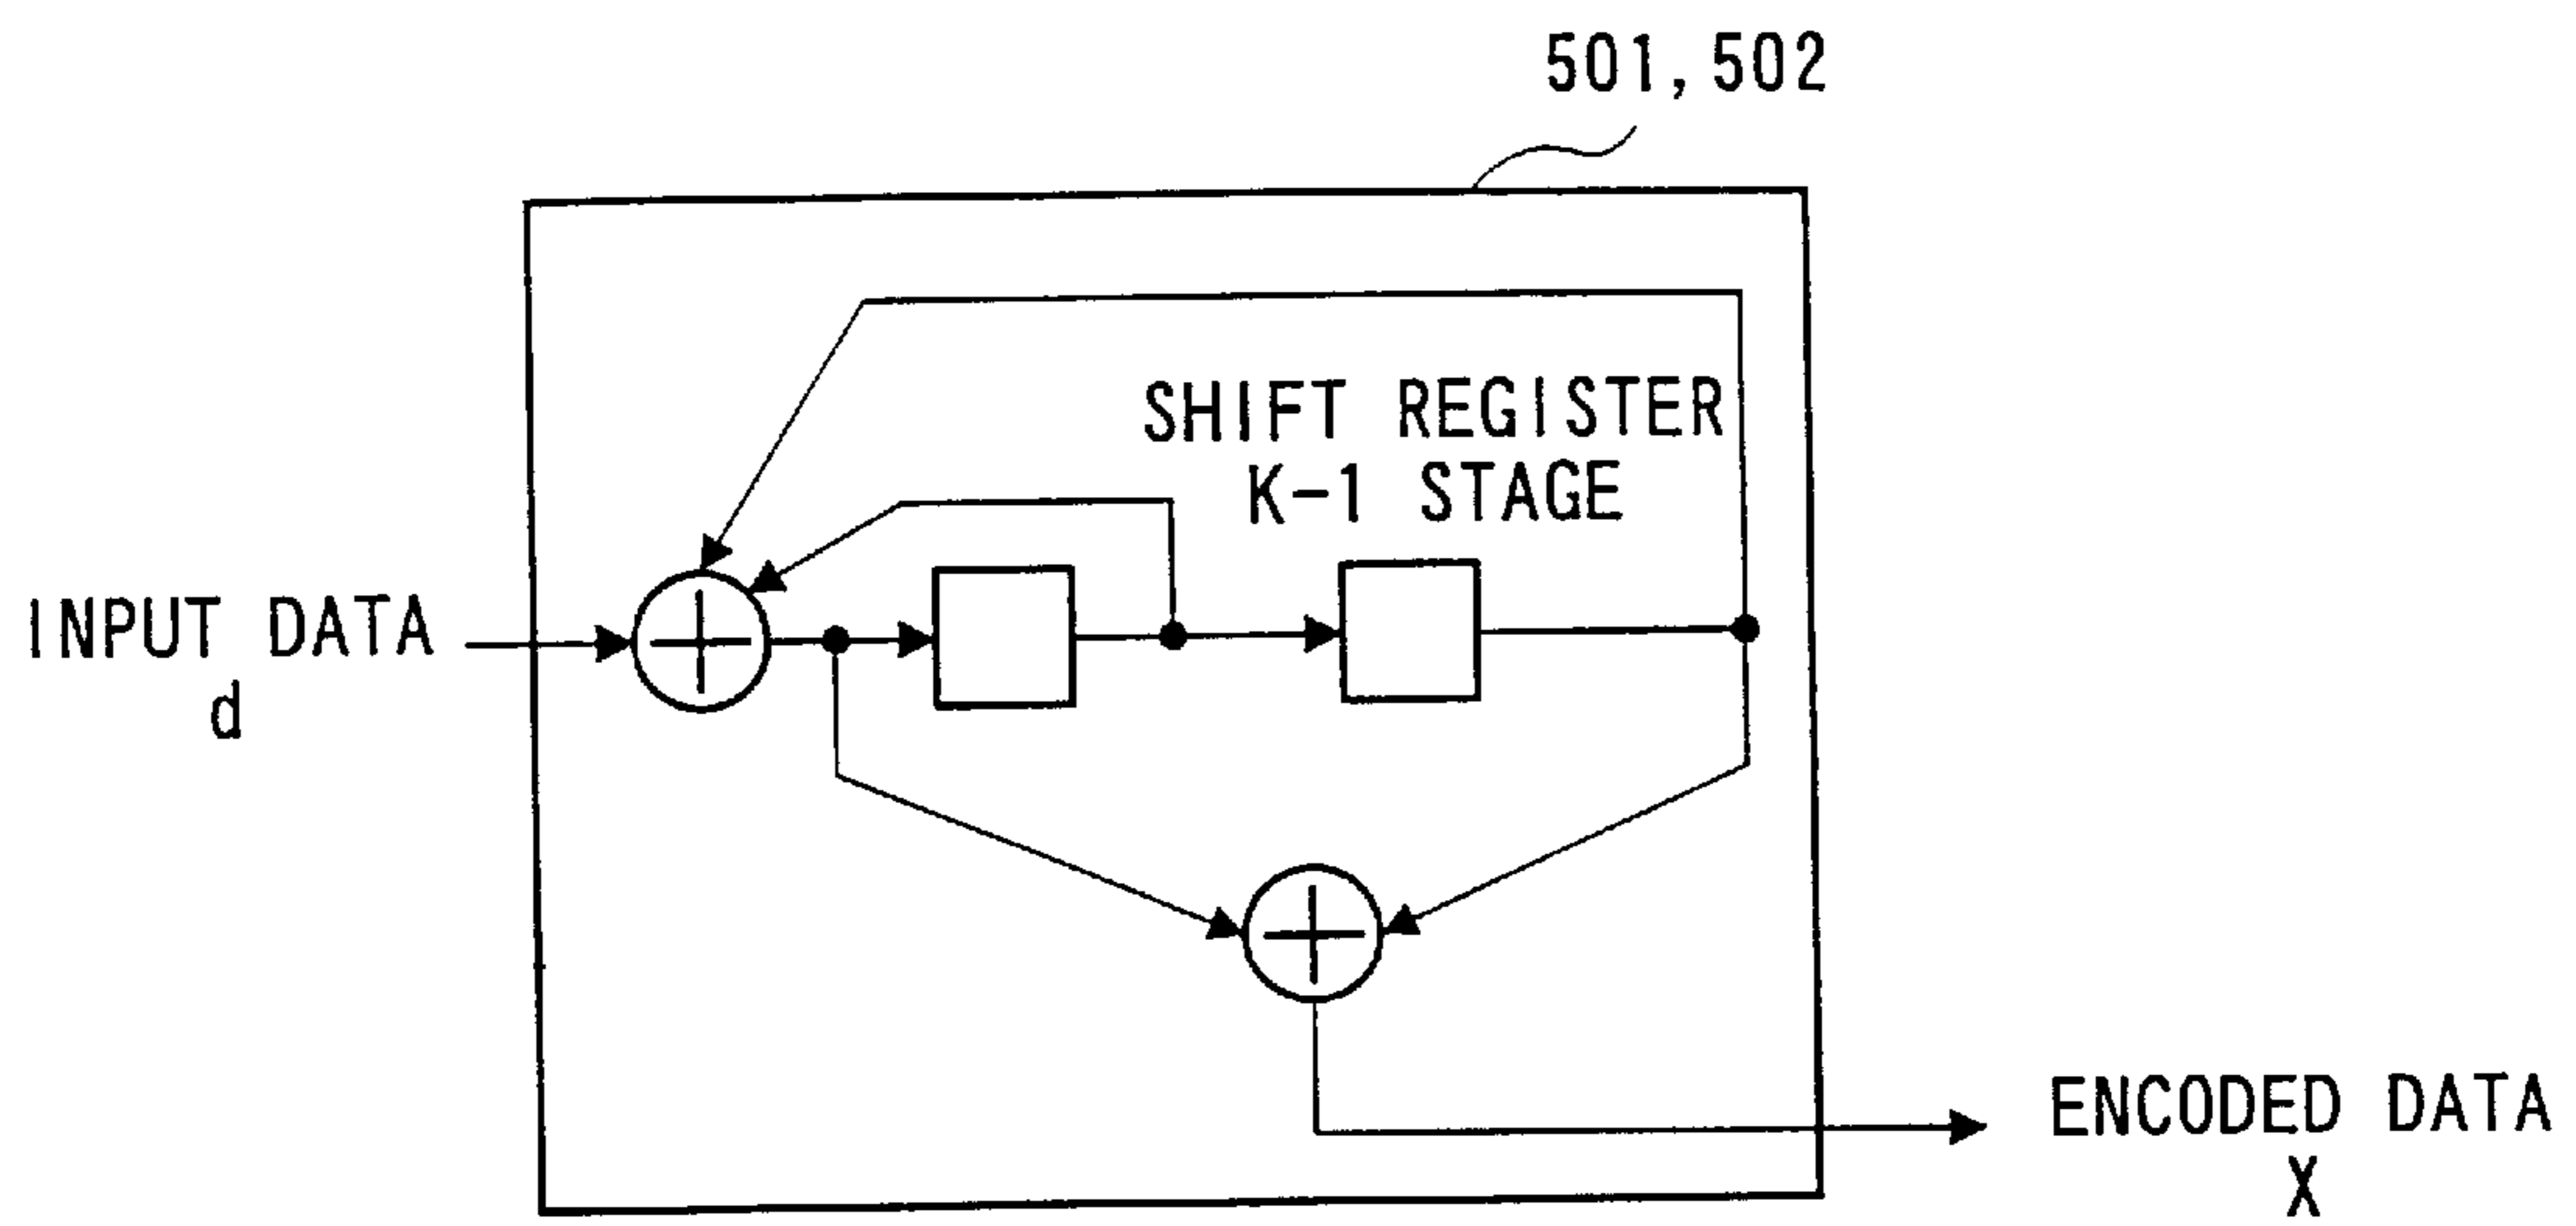 501, 502
SHIFT REGISTER
K-1 STAGE
INPUT DATA
d
ENCODED DATA
X